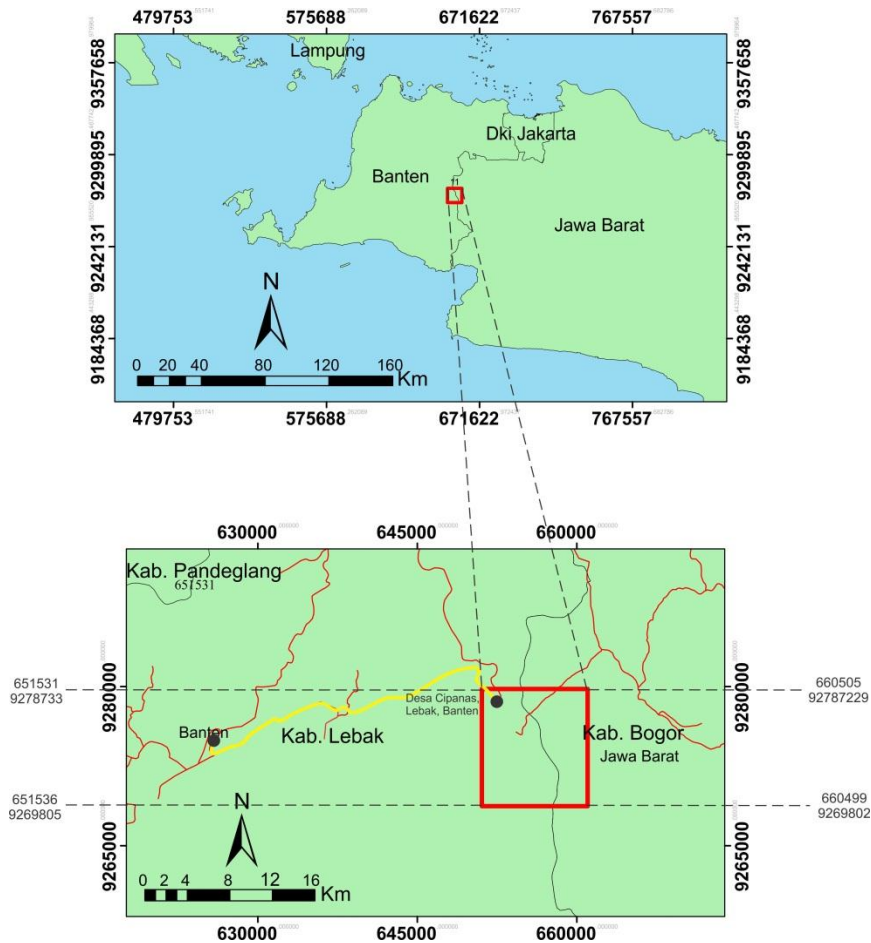 479753 575688 671622 767557
Lampung
9357658 9357658
Dki Jakarta
9299895 9299895
Banten
Jawa Barat
9242131 9242131
N
9184368 9184368
0 20 40 80 120 160
Km
479753 575688 671622 767557
630000 645000 660000
Kab. Pandeglang
651531
651531 9280000 9280000 660505
9278733 92787229
Desa Cipanas,
Lebak, Banten
Banten
Kab. Lebak
Kab. Bogor
Jawa Barat
651536 660499
9269805 9269802
N
9265000 9265000
0 2 4 8 12 16
Km
630000 645000 660000